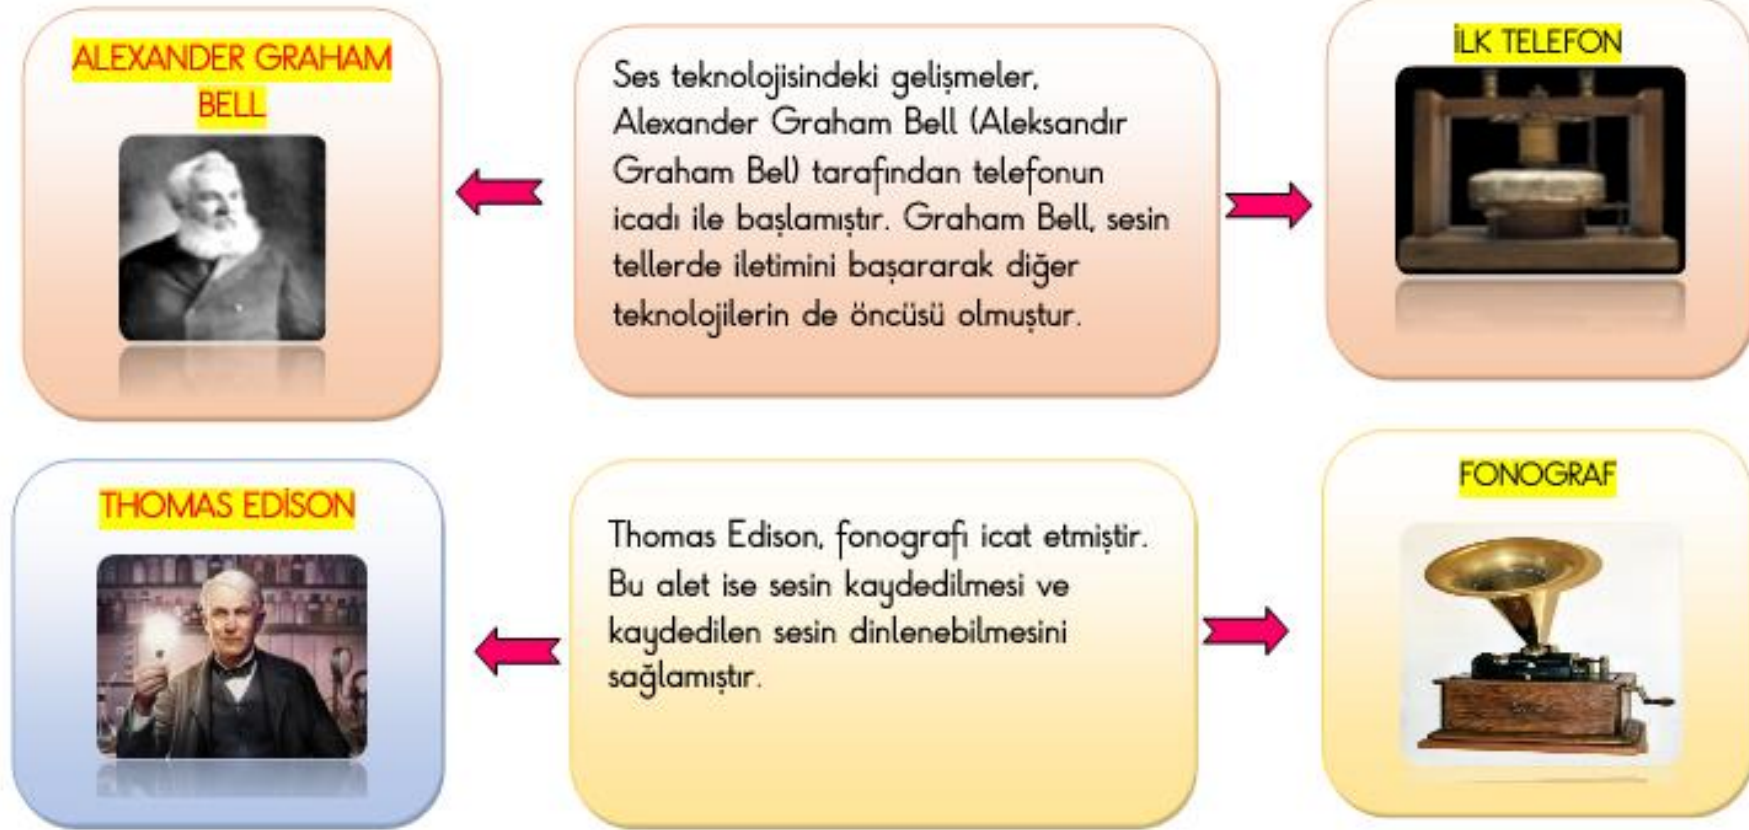 ALEXANDER GRAHAM
BELL
Ses teknolojisindeki gelişmeler,
Alexander Graham Bell (Aleksandır
Graham Bel) tarafından telefonun
icadı ile başlamıştır. Graham Bell, sesin
tellerde iletimini başararak diğer
teknolojilerin de öncüsü olmuştur.
İLK TELEFON
THOMAS EDİSON
Thomas Edison, fonografı icat etmiştir.
Bu alet ise sesin kaydedilmesi ve
kaydedilen sesin dinlenebilmesini
sağlamıştır.
FONOGRAF